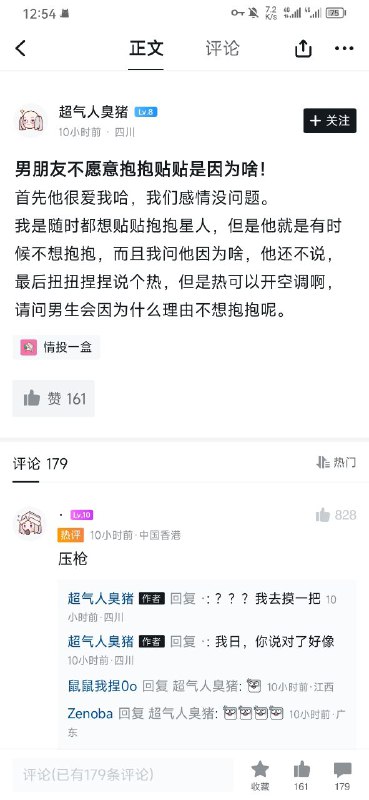 12:54
7.2
K/s
75
正文
评论
超气人臭猪 Lv.8
10小时前 · 四川
+ 关注
男朋友不愿意抱抱贴贴是因为啥！
首先他很爱我哈，我们感情没问题。
我是随时都想贴贴抱抱星人，但是他就是有时
候不想抱抱，而且我问他因为啥，他还不说，
最后扭扭捏捏说个热，但是热可以开空调啊，
请问男生会因为什么理由不想抱抱呢。
情投一盒
赞 161
评论 179
热门
· Lv.10
828
热评 10小时前 · 中国香港
压枪
超气人臭猪 作者 回复 ·: ？？？我去摸一把 10
小时前 · 四川
超气人臭猪 作者 回复 ·: 我日，你说对了好像
10小时前 · 四川
鼠鼠我捏0o 回复 超气人臭猪: 10小时前 · 江西
Zenoba 回复 超气人臭猪: 10小时前 · 广
东
评论(已有179条评论)
收藏
161
179